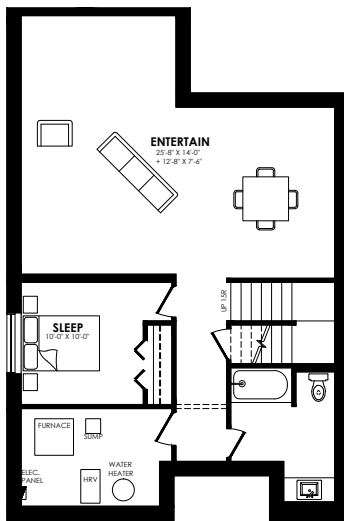 ENTERTAIN
25'-8" X 14'-0"
+ 12'-8" X 7'-6"
UP 15R
SLEEP
10'-0" X 10'-0"
FURNACE
SUMP
ELEC.
PANEL
HRV
WATER
HEATER